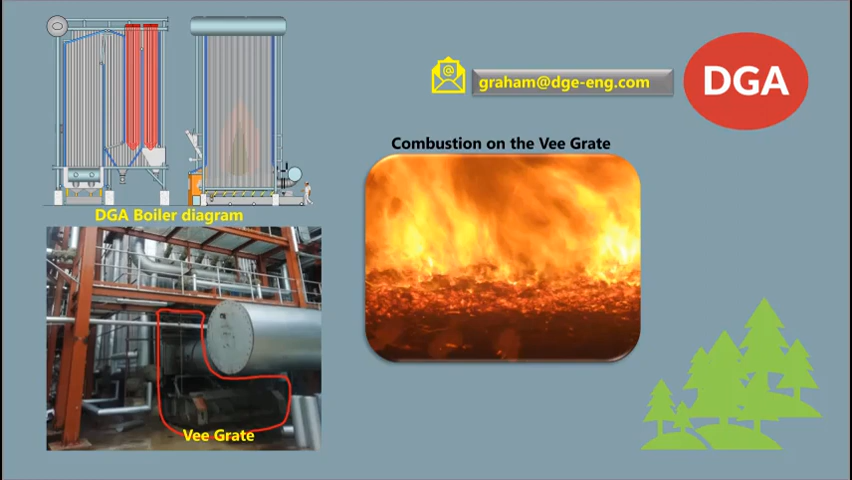 graham@dge-eng.com
DGA
Combustion on the Vee Grate
DGA Boiler diagram
Vee Grate